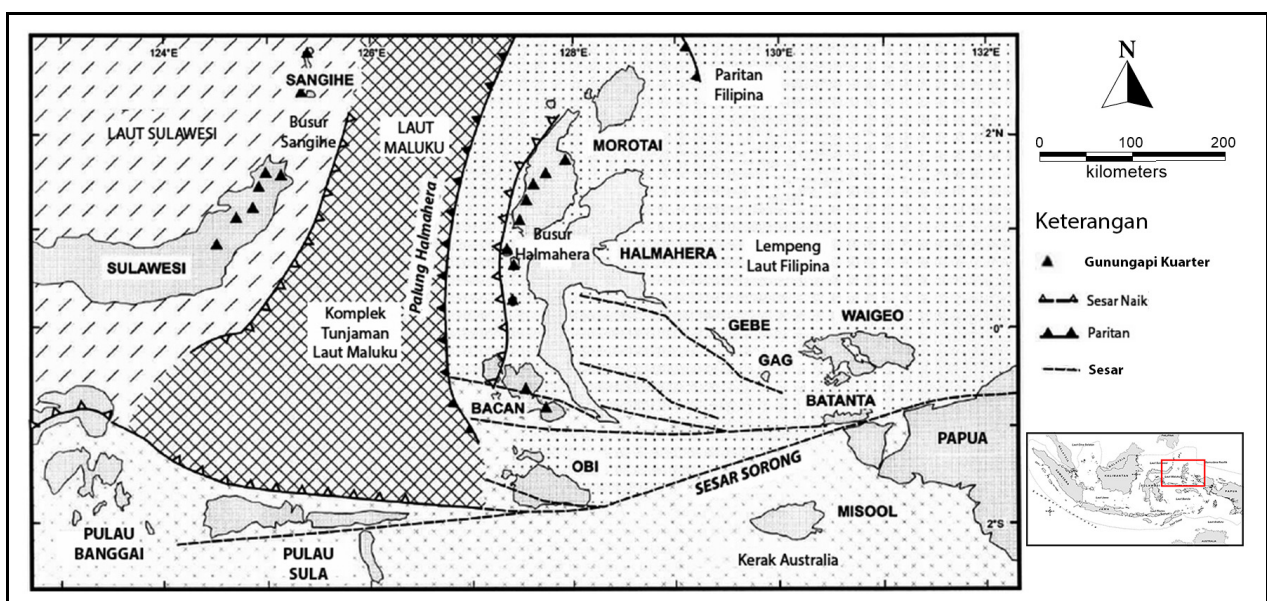 124°E
126°E
128°E
130°E
132°E
SANGIHE
LAUT SULAWESI
Busur
Sangihe
LAUT
MALUKU
Paritan
Filipina
MOROTAI
2°N
Palung Halmahera
Busur
Halmahera
HALMAHERA
Lempeng
Laut Filipina
SULAWESI
Komplek
Tunjaman
Laut Maluku
GEBE
WAIGEO
0°
GAG
BATANTA
BACAN
PAPUA
OBI
SESAR SORONG
MISOOL
2°S
PULAU
BANGGAI
PULAU
SULA
Kerak Australia
N
0 100 200
kilometers
Keterangan
Gunungapi Kuarter
Sesar Naik
Paritan
Sesar